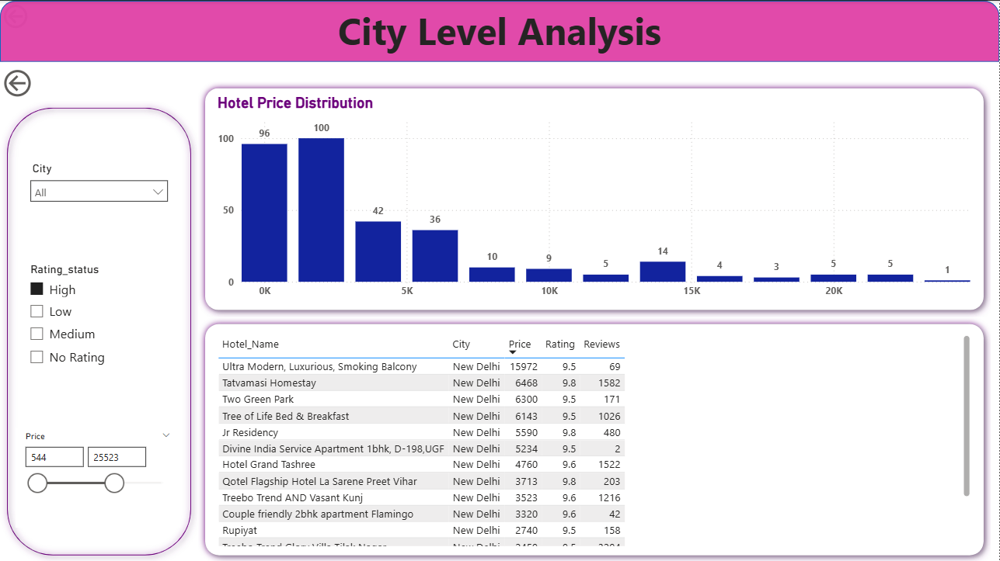 City Level Analysis
City
All
Rating_status
High
Low
Medium
No Rating
Price
544 25523
Hotel Price Distribution
100
50
0
96 100 42 36 10 9 5 14 4 3 5 5 1
0K 5K 10K 15K 20K
Hotel_Name City Price Rating Reviews
Ultra Modern, Luxurious, Smoking Balcony New Delhi 15972 9.5 69
Tatvamasi Homestay New Delhi 6468 9.8 1582
Two Green Park New Delhi 6300 9.5 171
Tree of Life Bed & Breakfast New Delhi 6143 9.5 1026
Jr Residency New Delhi 5590 9.8 480
Divine India Service Apartment 1bhk, D-198,UGF New Delhi 5234 9.5 2
Hotel Grand Tashree New Delhi 4760 9.6 1522
Qotel Flagship Hotel La Sarene Preet Vihar New Delhi 3713 9.8 203
Treebo Trend AND Vasant Kunj New Delhi 3523 9.6 1216
Couple friendly 2bhk apartment Flamingo New Delhi 3320 9.6 42
Rupiyat New Delhi 2740 9.5 158